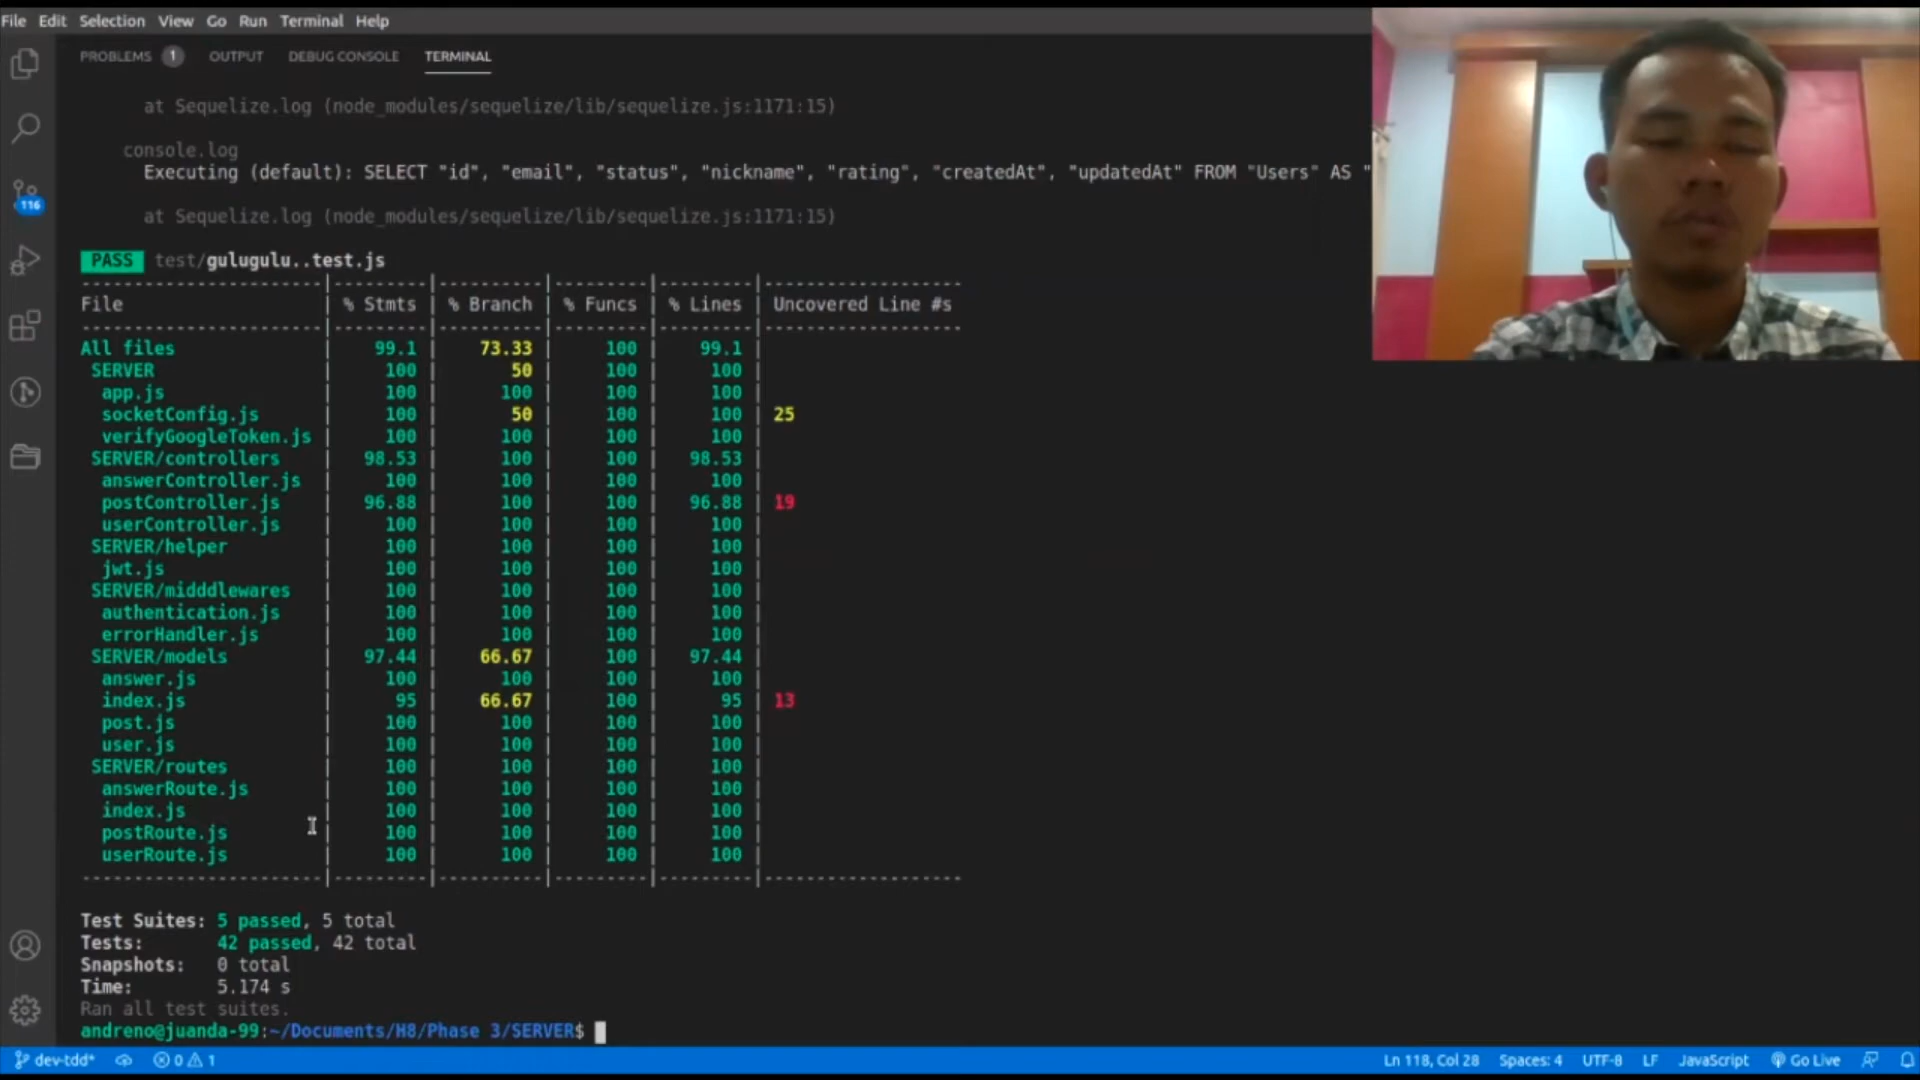 File Edit Selection View Go Run Terminal Help
PROBLEMS 1 OUTPUT DEBUG CONSOLE TERMINAL
at Sequelize.log (node_modules/sequelize/lib/sequelize.js:1171:15)
console.log
Executing (default): SELECT "id", "email", "status", "nickname", "rating", "createdAt", "updatedAt" FROM "Users" AS "
at Sequelize.log (node_modules/sequelize/lib/sequelize.js:1171:15)
PASS test/gulugulu..test.js
File | % Stmts | % Branch | % Funcs | % Lines | Uncovered Line #s
All files | 99.1 | 73.33 | 100 | 99.1 |
SERVER | 100 | 50 | 100 | 100 |
app.js | 100 | 100 | 100 | 100 |
socketConfig.js | 100 | 50 | 100 | 100 | 25
verifyGoogleToken.js | 100 | 100 | 100 | 100 |
SERVER/controllers | 98.53 | 100 | 100 | 98.53 |
answerController.js | 100 | 100 | 100 | 100 |
postController.js | 96.88 | 100 | 100 | 96.88 | 19
userController.js | 100 | 100 | 100 | 100 |
SERVER/helper | 100 | 100 | 100 | 100 |
jwt.js | 100 | 100 | 100 | 100 |
SERVER/midddlewares | 100 | 100 | 100 | 100 |
authentication.js | 100 | 100 | 100 | 100 |
errorHandler.js | 100 | 100 | 100 | 100 |
SERVER/models | 97.44 | 66.67 | 100 | 97.44 |
answer.js | 100 | 100 | 100 | 100 |
index.js | 95 | 66.67 | 100 | 95 | 13
post.js | 100 | 100 | 100 | 100 |
user.js | 100 | 100 | 100 | 100 |
SERVER/routes | 100 | 100 | 100 | 100 |
answerRoute.js | 100 | 100 | 100 | 100 |
index.js | 100 | 100 | 100 | 100 |
postRoute.js | 100 | 100 | 100 | 100 |
userRoute.js | 100 | 100 | 100 | 100 |
Test Suites: 5 passed, 5 total
Tests: 42 passed, 42 total
Snapshots: 0 total
Time: 5.174 s
Ran all test suites.
andreno@juanda-99:~/Documents/H8/Phase 3/SERVER$
116
dev-tdd* 0 1 Ln 118, Col 28 Spaces: 4 UTF-8 LF JavaScript Go Live